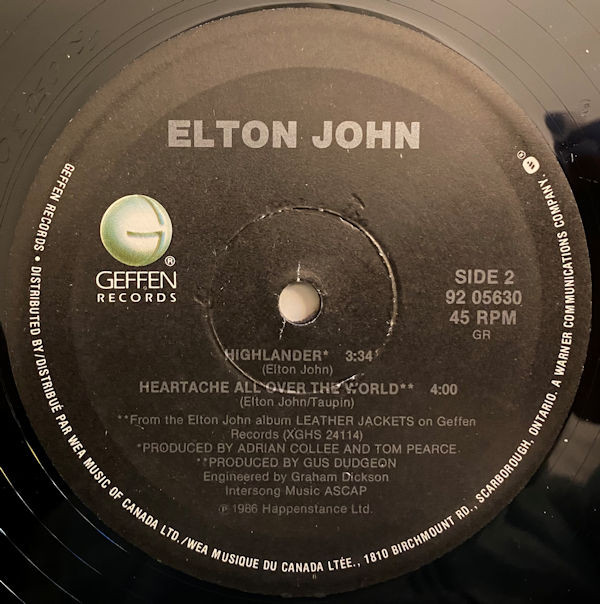 ELTON JOHN
GEFFEN®
RECORDS
SIDE 2
92 05630
45 RPM
GR
HIGHLANDER* 3:34
(Elton John)
HEARTACHE ALL OVER THE WORLD** 4:00
(Elton John/Taupin)
**From the Elton John album LEATHER JACKETS on Geffen
Records (XGHS 24114)
*PRODUCED BY ADRIAN COLLEE AND TOM PEARCE
**PRODUCED BY GUS DUDGEON
Engineered by Graham Dickson
Intersong Music ASCAP
℗ 1986 Happenstance Ltd.
GEFFEN RECORDS • DISTRIBUTED BY/DISTRIBUÉ PAR WEA MUSIC OF CANADA LTD./WEA MUSIQUE DU CANADA LTÉE., 1810 BIRCHMOUNT RD., SCARBOROUGH, ONTARIO. A WARNER COMMUNICATIONS COMPANY. ®